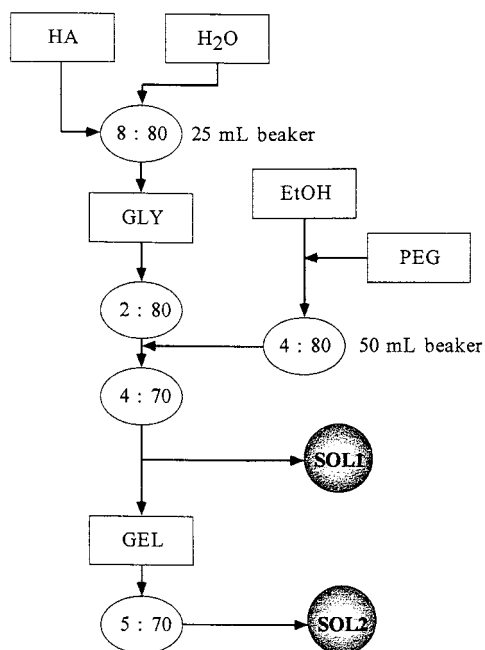 HA
H₂O
8 : 80
25 mL beaker
GLY
EtOH
PEG
2 : 80
4 : 80
50 mL beaker
4 : 70
SOL1
GEL
5 : 70
SOL2